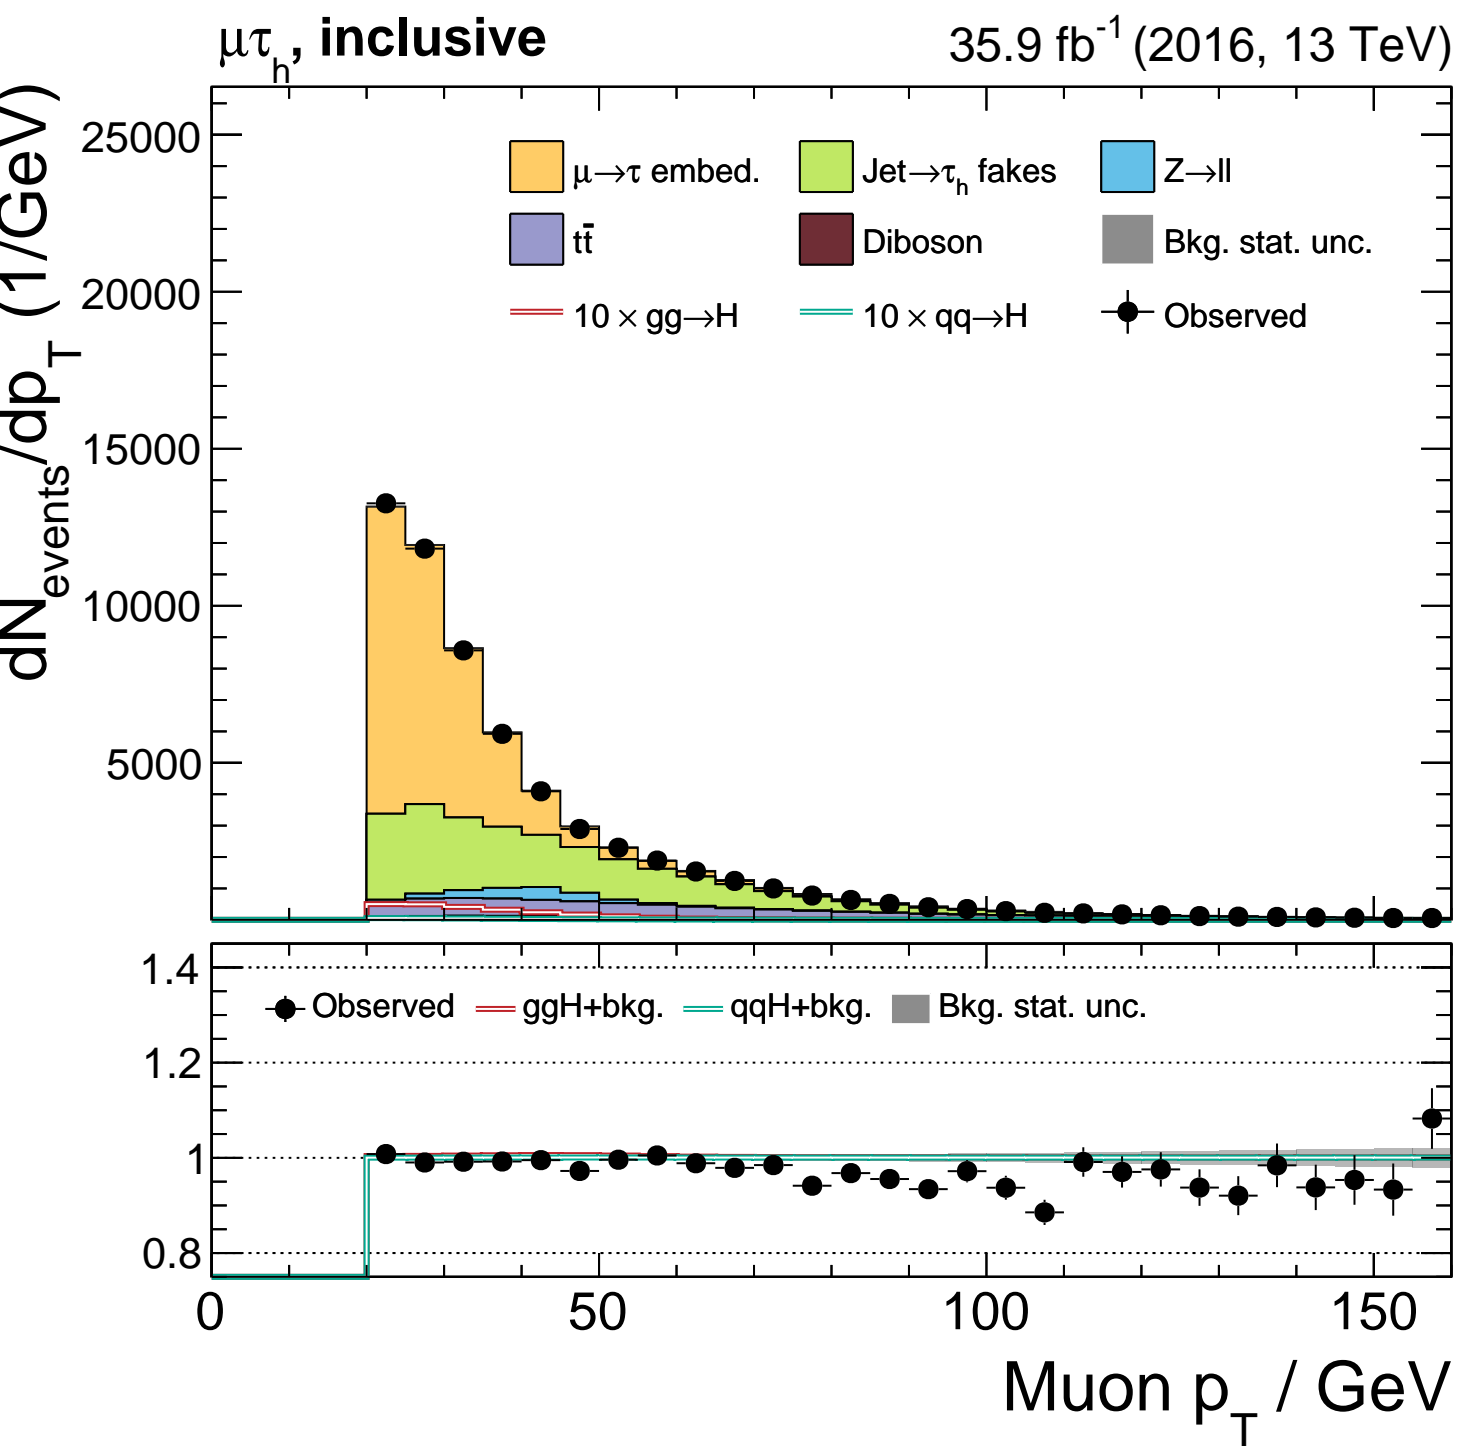 μτh, inclusive
35.9 fb-1 (2016, 13 TeV)
dNevents/dpT (1/GeV)
25000
20000
15000
10000
5000
μ→τ embed.
Jet→τh fakes
Z→ll
tt̄
Diboson
Bkg. stat. unc.
10 × gg→H
10 × qq→H
Observed
1.4
1.2
1
0.8
Observed
ggH+bkg.
qqH+bkg.
Bkg. stat. unc.
0
50
100
150
Muon pT / GeV